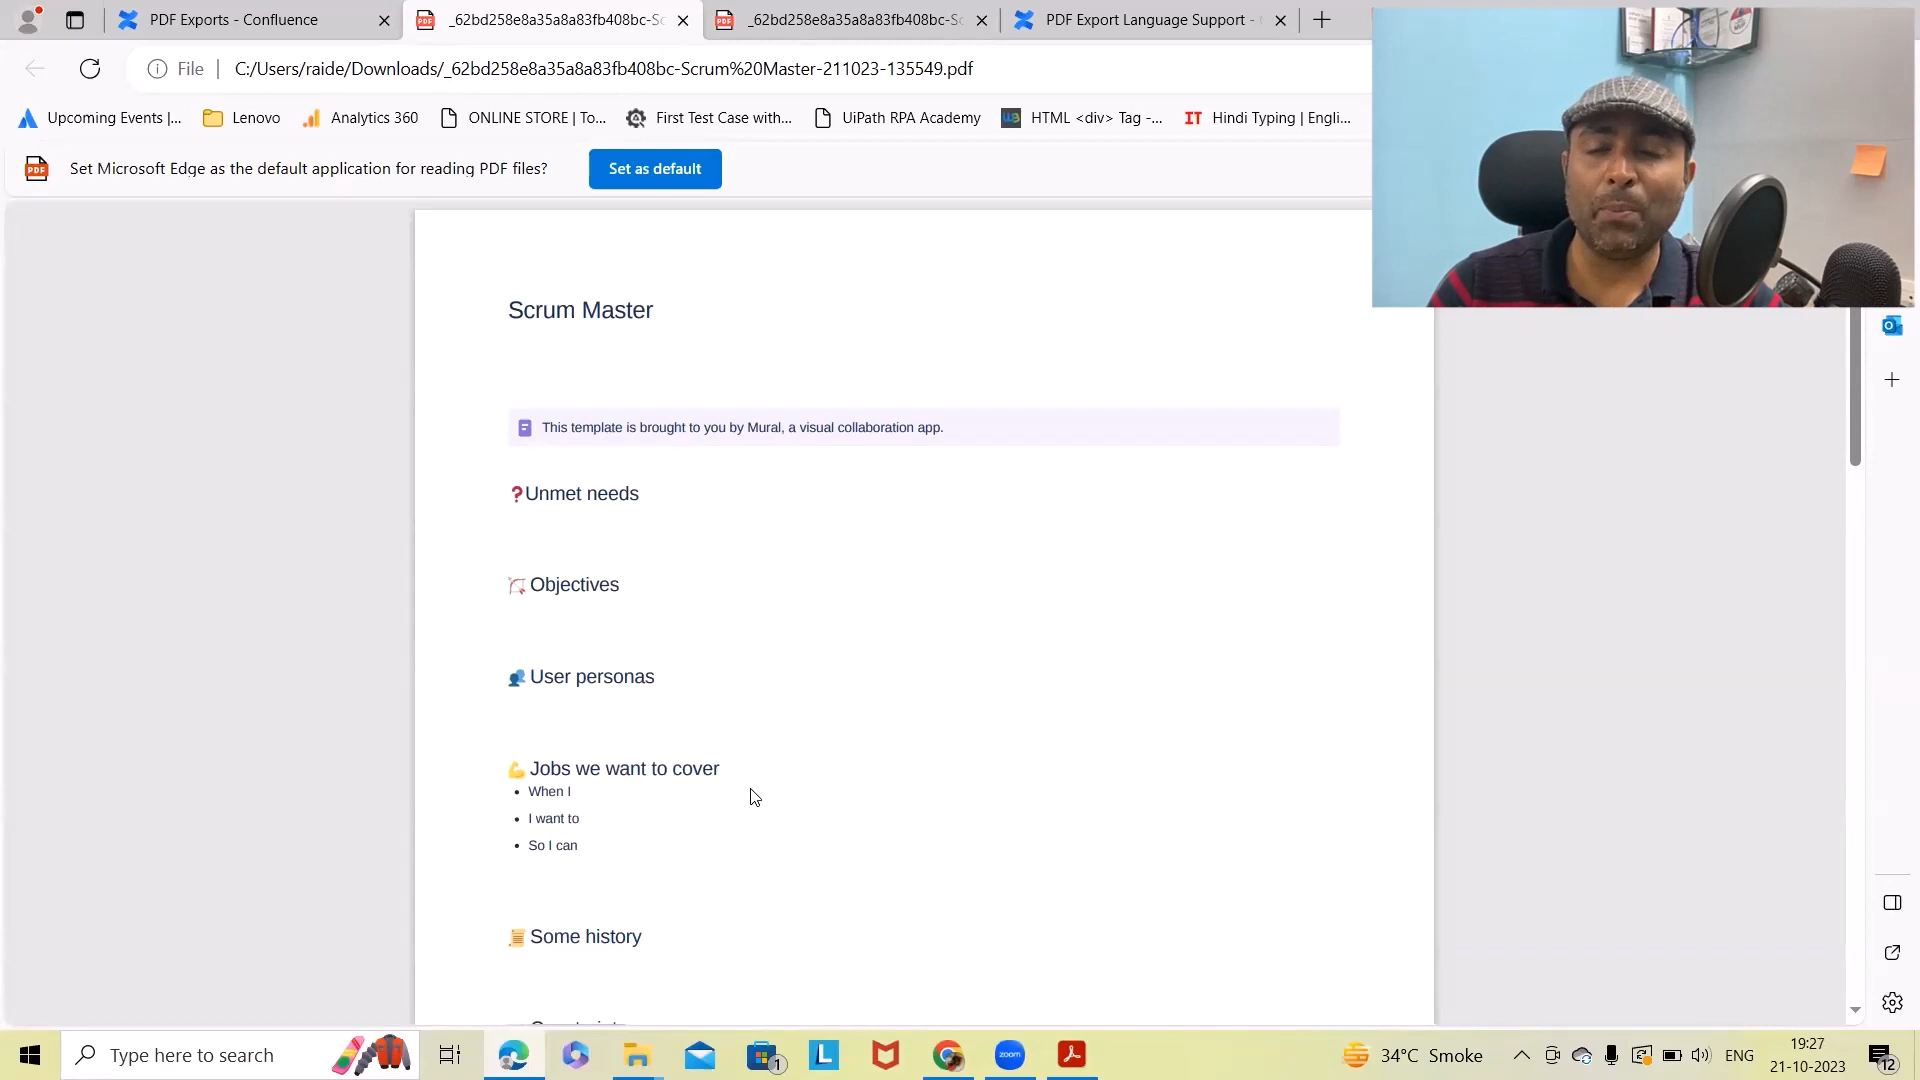 PDF Exports - Confluence
_62bd258e8a35a8a83fb408bc-Sc
_62bd258e8a35a8a83fb408bc-Sc
PDF Export Language Support -
File
C:/Users/raide/Downloads/_62bd258e8a35a8a83fb408bc-Scrum%20Master-211023-135549.pdf
Upcoming Events |...
Lenovo
Analytics 360
ONLINE STORE | To...
First Test Case with...
UiPath RPA Academy
HTML <div> Tag -...
IT
Hindi Typing | Engli...
PDF
Set Microsoft Edge as the default application for reading PDF files?
Set as default
Scrum Master
This template is brought to you by Mural, a visual collaboration app.
❓Unmet needs
Objectives
User personas
Jobs we want to cover
• When I
• I want to
• So I can
Some history
Type here to search
L
zoom
1
34°C Smoke
ENG
19:27
21-10-2023
12